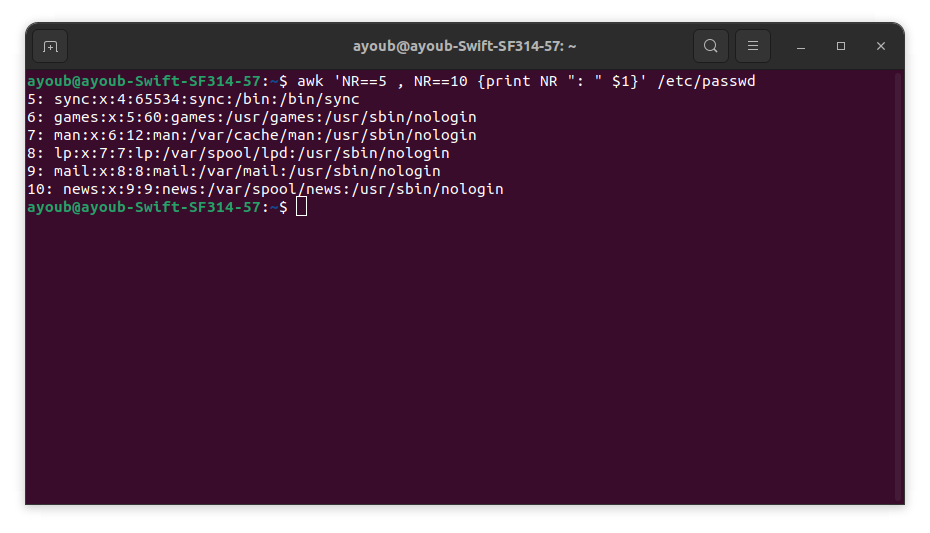 ayoub@ayoub-Swift-SF314-57: ~
ayoub@ayoub-Swift-SF314-57:~$ awk 'NR==5 , NR==10 {print NR ": " $1}' /etc/passwd
5: sync:x:4:65534:sync:/bin:/bin/sync
6: games:x:5:60:games:/usr/games:/usr/sbin/nologin
7: man:x:6:12:man:/var/cache/man:/usr/sbin/nologin
8: lp:x:7:7:lp:/var/spool/lpd:/usr/sbin/nologin
9: mail:x:8:8:mail:/var/mail:/usr/sbin/nologin
10: news:x:9:9:news:/var/spool/news:/usr/sbin/nologin
ayoub@ayoub-Swift-SF314-57:~$